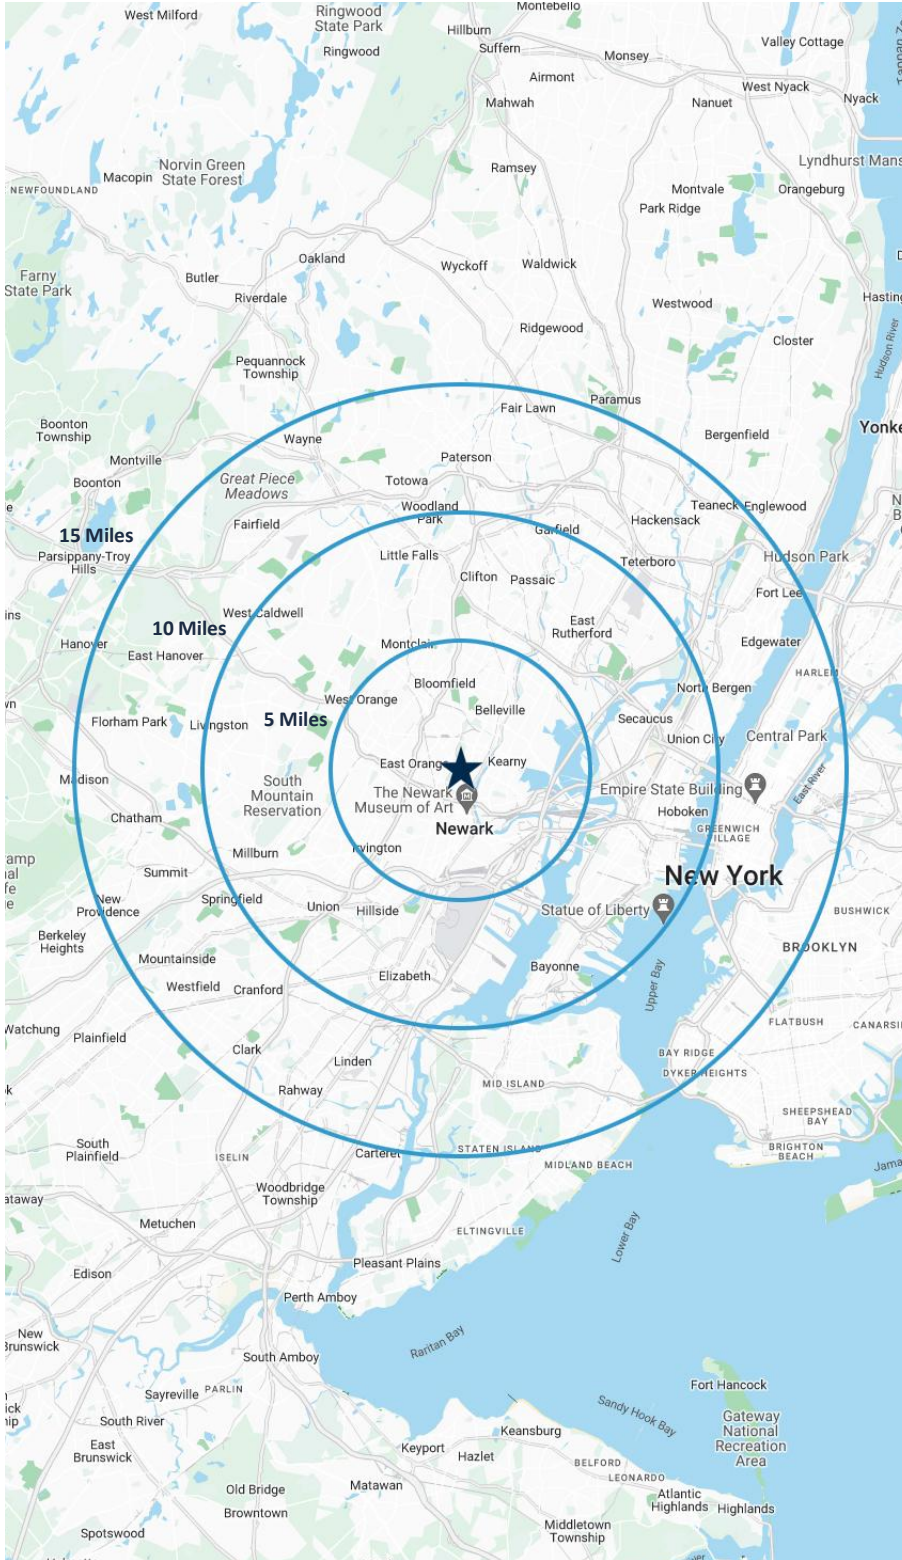 West Milford
Ringwood
State Park
Ringwood
Montebello
Hillburn
Suffern
Monsey
Valley Cottage
Airmont
West Nyack
Mahwah
Nanuet
Nyack
Tappan Ze
Norvin Green
State Forest
Macopin
NEWFOUNDLAND
Ramsey
Lyndhurst Mans
Montvale
Orangeburg
Park Ridge
Oakland
Wyckoff
Waldwick
Farny
State Park
Butler
Riverdale
Hasting
Westwood
Ridgewood
Closter
Hudson River
Pequannock
Township
Paramus
Fair Lawn
Boonton
Township
Wayne
Bergenfield
Yonke
Montville
Paterson
Boonton
Great Piece
Meadows
Totowa
Woodland
Park
Teaneck
Englewood
Fairfield
Hackensack
Garfield
15 Miles
Parsippany-Troy
Hills
Little Falls
Teterboro
Hudson Park
Clifton
Passaic
Fort Lee
West Caldwell
10 Miles
East
Rutherford
Hanover
East Hanover
Montclair
Edgewater
HARLEM
Bloomfield
North Bergen
West Orange
Belleville
5 Miles
Florham Park
Livingston
Secaucus
Union City
Central Park
East Orange
Kearny
Madison
South
Mountain
Reservation
The Newark
Museum of Art
Empire State Building
East River
Newark
Hoboken
GREENWICH
VILLAGE
Chatham
Irvington
Millburn
Summit
New York
New
Providence
Springfield
Union
Hillside
Statue of Liberty
BUSHWICK
Berkeley
Heights
BROOKLYN
Mountainside
Bayonne
Elizabeth
Upper Bay
Westfield
Cranford
Watchung
Plainfield
FLATBUSH
CANARSI
Clark
Linden
BAY RIDGE
DYKER HEIGHTS
Rahway
MID ISLAND
SHEEPSHEAD
BAY
South
Plainfield
ISELIN
Carteret
STATEN ISLAND
BRIGHTON
BEACH
MIDLAND BEACH
Jama
Woodbridge
Township
Metuchen
ELTINGVILLE
Lower Bay
Edison
Pleasant Plains
Perth Amboy
New
Brunswick
Raritan Bay
South Amboy
Sayreville
PARLIN
Fort Hancock
South River
Sandy Hook Bay
Gateway
National
Recreation
Area
East
Brunswick
Keyport
Keansburg
Hazlet
BELFORD
LEONARDO
Old Bridge
Matawan
Atlantic
Highlands
Highlands
Browntown
Spotswood
Middletown
Township